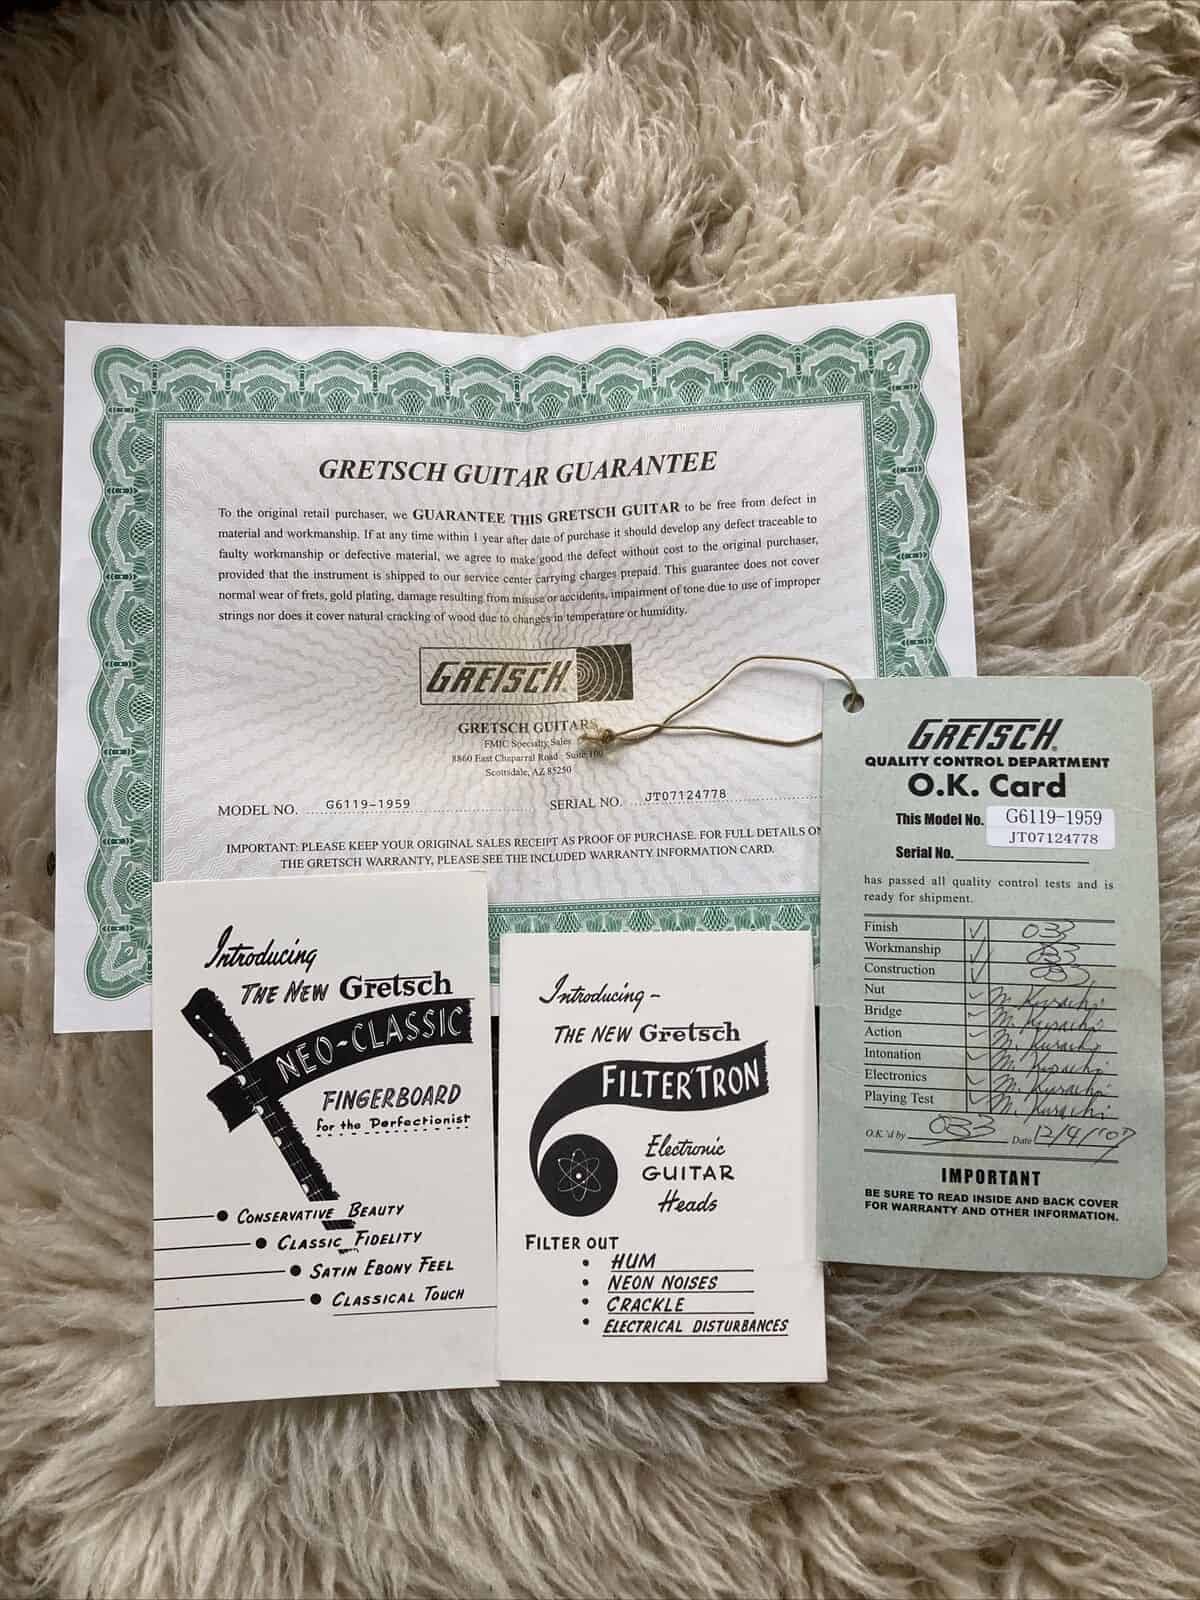 GRETSCH GUITAR GUARANTEE
To the original retail purchaser, we GUARANTEE THIS GRETSCH GUITAR to be free from defect in
material and workmanship. If at any time within 1 year after date of purchase it should develop any defect traceable to
faulty workmanship or defective material, we agree to make good the defect without cost to the original purchaser,
provided that the instrument is shipped to our service center carrying charges prepaid. This guarantee does not cover
normal wear of frets, gold plating, damage resulting from misuse or accidents, impairment of tone due to use of improper
strings nor does it cover natural cracking of wood due to changes in temperature or humidity.
GRETSCH
GRETSCH GUITARS
FMIC Specialty Sales
8860 East Chaparral Road Suite 100
Scottsdale, AZ 85250
MODEL NO. G6119-1959 SERIAL NO. JT07124778
IMPORTANT: PLEASE KEEP YOUR ORIGINAL SALES RECEIPT AS PROOF OF PURCHASE. FOR FULL DETAILS ON
THE GRETSCH WARRANTY, PLEASE SEE THE INCLUDED WARRANTY INFORMATION CARD.
GRETSCH®
QUALITY CONTROL DEPARTMENT
O.K. Card
This Model No. G6119-1959
JT07124778
Serial No.
has passed all quality control tests and is
ready for shipment.
Finish ✓ 033
Workmanship ✓ 033
Construction ✓ 033
Nut ✓ M.
Bridge ✓ M.
Action ✓ M.
Intonation ✓ M.
Electronics ✓ M.
Playing Test ✓ M.
O.K.'d by 033 Date 12/4/'07
IMPORTANT
BE SURE TO READ INSIDE AND BACK COVER
FOR WARRANTY AND OTHER INFORMATION.
Introducing
THE NEW Gretsch
NEO-CLASSIC
FINGERBOARD
for the Perfectionist
• CONSERVATIVE BEAUTY
• CLASSIC FIDELITY
• SATIN EBONY FEEL
• CLASSICAL TOUCH
Introducing-
THE NEW Gretsch
FILTER'TRON
Electronic
GUITAR
Heads
FILTER OUT
• HUM
• NEON NOISES
• CRACKLE
• ELECTRICAL DISTURBANCES